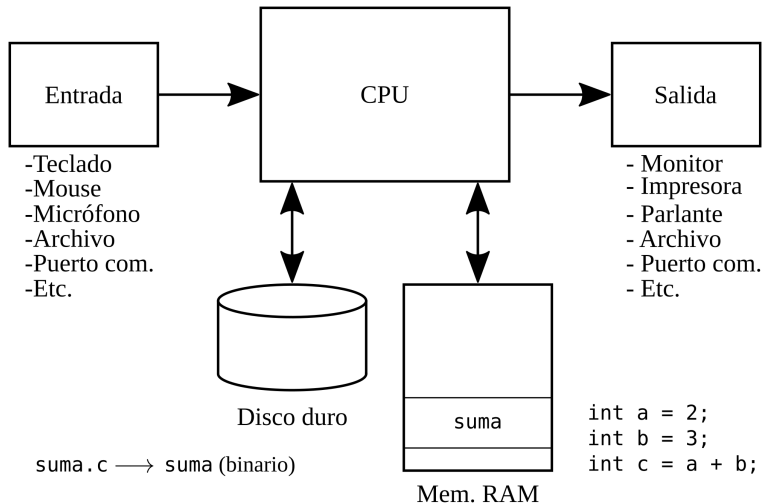 Entrada
CPU
Salida
-Teclado
-Mouse
-Micrófono
-Archivo
-Puerto com.
-Etc.
- Monitor
- Impresora
- Parlante
- Archivo
- Puerto com.
- Etc.
Disco duro
suma
int a = 2;
int b = 3;
int c = a + b;
suma.c ⟶ suma (binario)
Mem. RAM